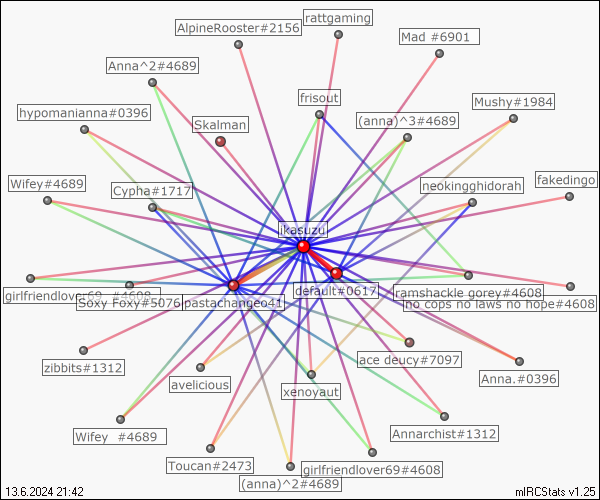 rattgaming
AlpineRooster#2156
Mad #6901
Anna^2#4689
frisout
Mushy#1984
hypomanianna#0396
(anna)^3#4689
Skalman
Wifey#4689
Cypha#1717
neokingghidorah
fakedingo
ikasuzu
default#0617
ramshackle gorey#4608
girlfriendlover69 #4608
Soxy Foxy#5076
pastachangeo41
no cops no laws no hope#4608
zibbits#1312
ace deucy#7097
avelicious
xenoyaut
Anna.#0396
Wifey #4689
Annarchist#1312
Toucan#2473
girlfriendlover69#4608
(anna)^2#4689
13.6.2024 21:42
mIRCStats v1.25